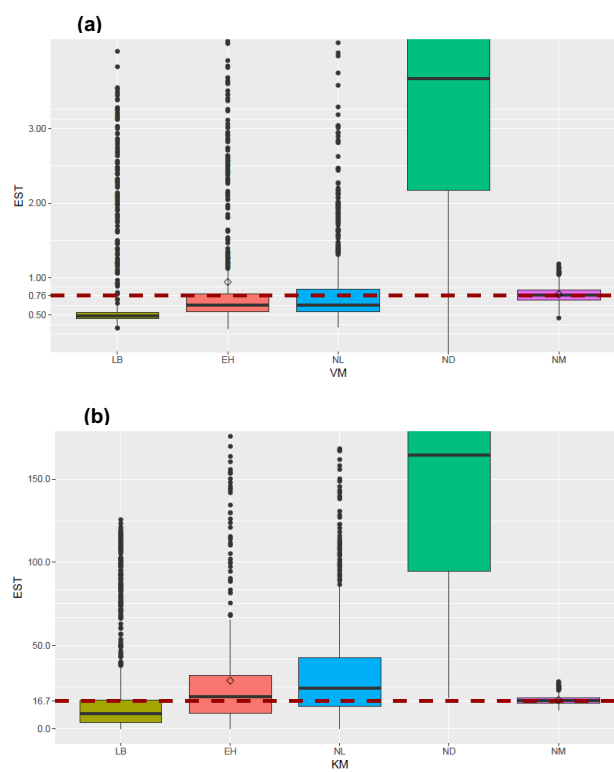 (a)
EST
3.00
2.00
1.00
0.76
0.50
LB EH NL ND NM
VM
(b)
EST
150.0
100.0
50.0
16.7
0.0
LB EH NL ND NM
KM